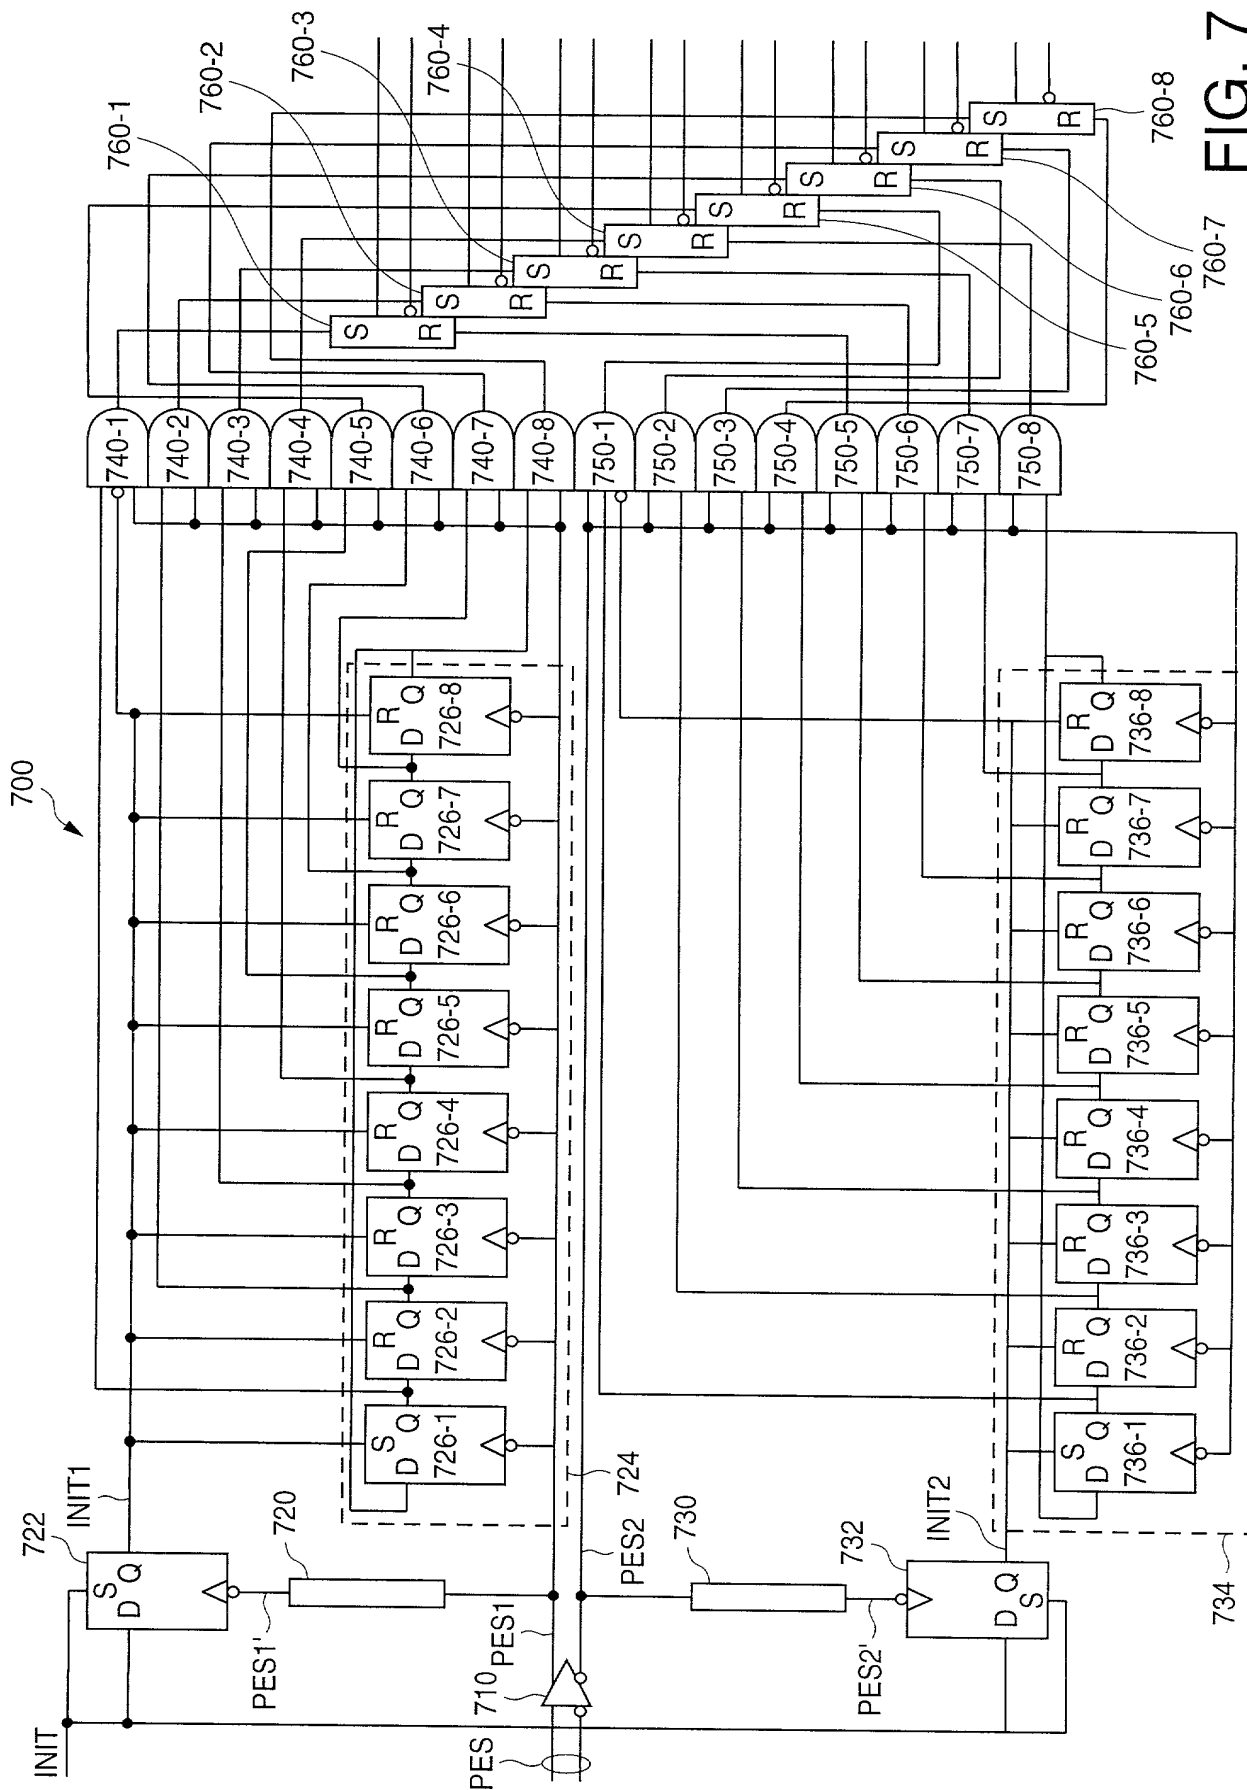 FIG. 7
700
INIT
722
S
D Q
INIT1
PES1'
720
PES
710
PES1
PES2
730
PES2'
732
D Q
S
INIT2
724
734
S
D Q
726-1
R
D Q
726-2
R
D Q
726-3
R
D Q
726-4
R
D Q
726-5
R
D Q
726-6
R
D Q
726-7
R
D Q
726-8
S
D Q
736-1
R
D Q
736-2
R
D Q
736-3
R
D Q
736-4
R
D Q
736-5
R
D Q
736-6
R
D Q
736-7
R
D Q
736-8
740-1
740-2
740-3
740-4
740-5
740-6
740-7
740-8
750-1
750-2
750-3
750-4
750-5
750-6
750-7
750-8
760-1
760-2
760-3
760-4
S R
S R
S R
S R
S R
S R
S R
S R
760-5
760-6
760-7
760-8